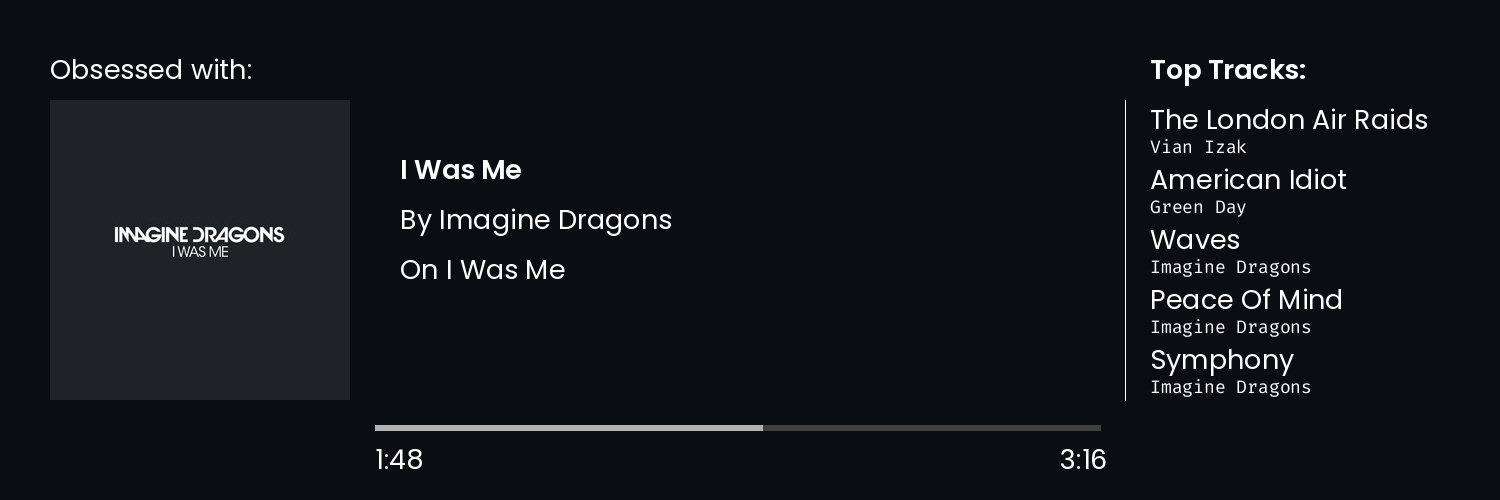 Obsessed with:
IMAGINE DRAGONS
I WAS ME
I Was Me
By Imagine Dragons
On I Was Me
1:48
3:16
Top Tracks:
The London Air Raids
Vian Izak
American Idiot
Green Day
Waves
Imagine Dragons
Peace Of Mind
Imagine Dragons
Symphony
Imagine Dragons